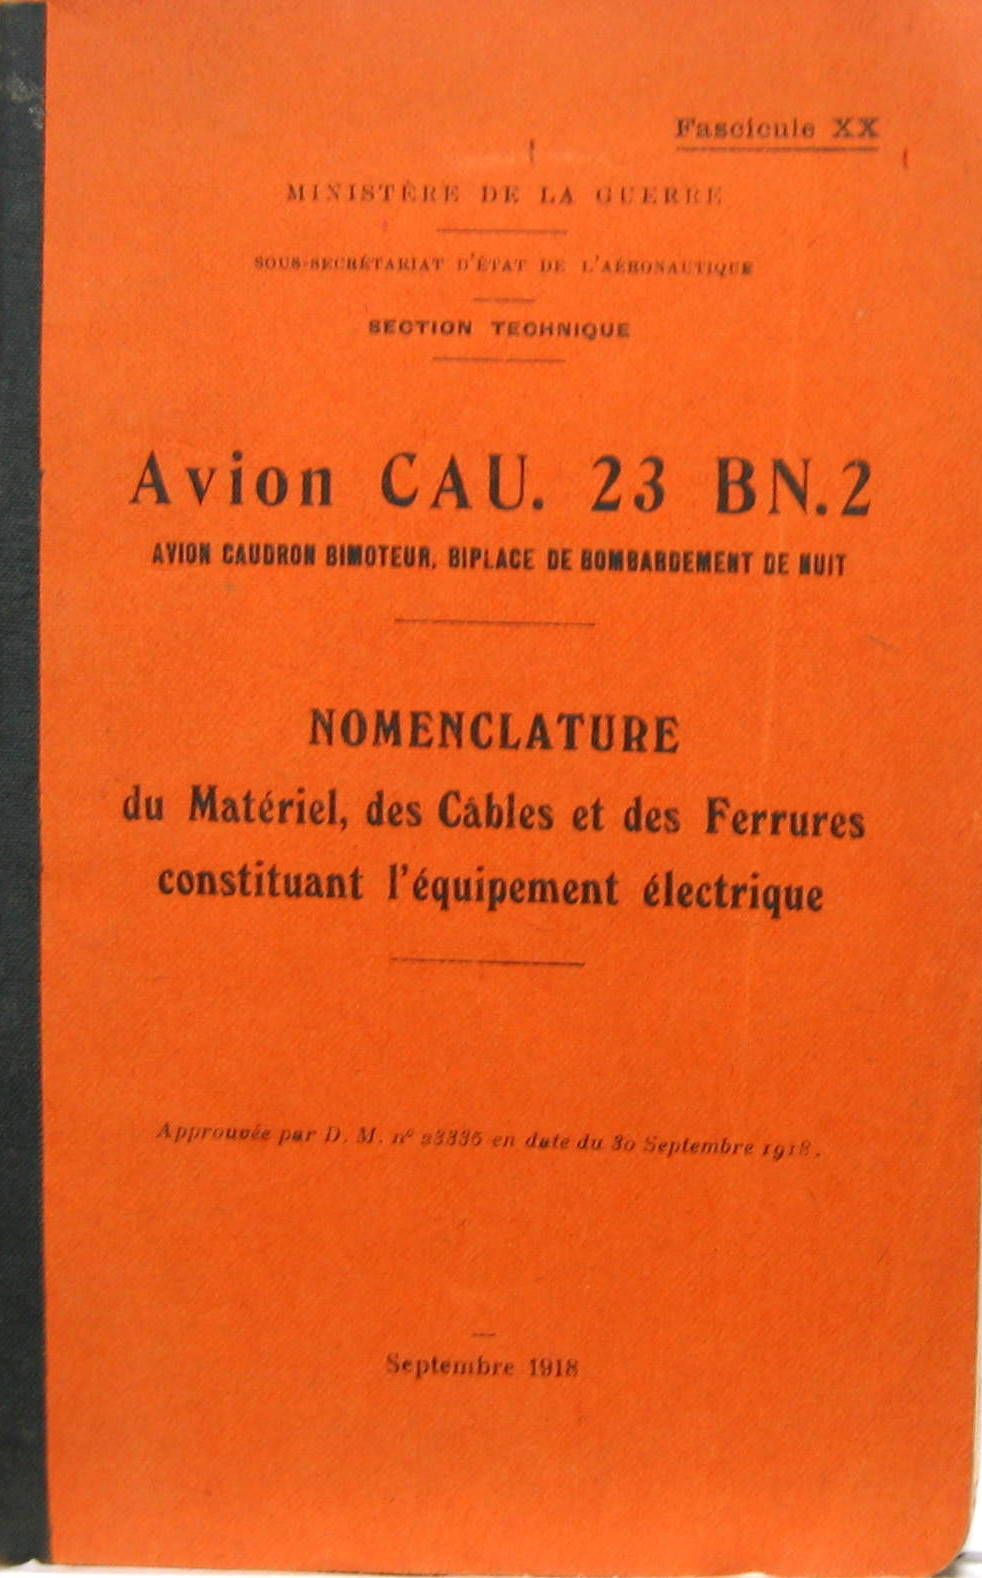 Fascicule XX
MINISTÈRE DE LA GUERRE
SOUS-SECRÉTARIAT D'ÉTAT DE L'AÉRONAUTIQUE
SECTION TECHNIQUE
Avion CAU. 23 BN.2
AVION CAUDRON BIMOTEUR, BIPLACE DE BOMBARDEMENT DE NUIT
NOMENCLATURE
du Matériel, des Câbles et des Ferrures
constituant l'équipement électrique
Approuvée par D. M. nº 23335 en date du 30 Septembre 1918.
Septembre 1918